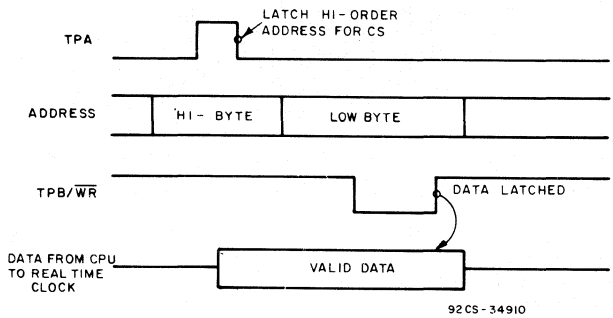 LATCH HI-ORDER
ADDRESS FOR CS
TPA
ADDRESS
HI- BYTE
LOW BYTE
TPB/WR
DATA LATCHED
DATA FROM CPU
TO REAL TIME
CLOCK
VALID DATA
92CS-34910